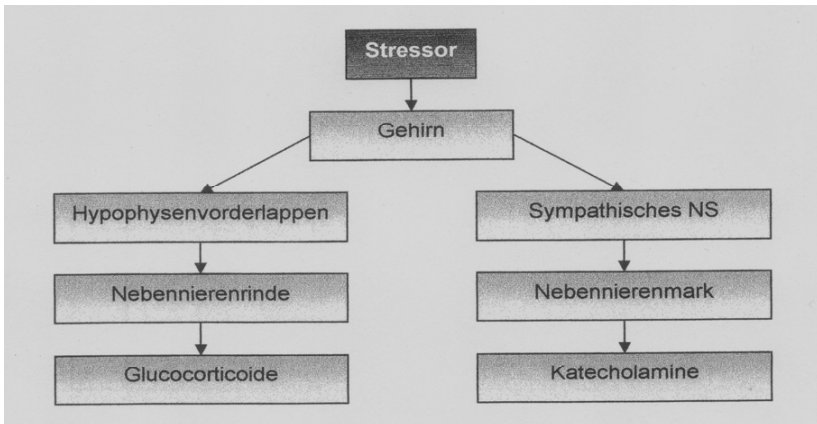 Stressor
Gehirn
Hypophysenvorderlappen
Sympathisches NS
Nebennierenrinde
Nebennierenmark
Glucocorticoide
Katecholamine